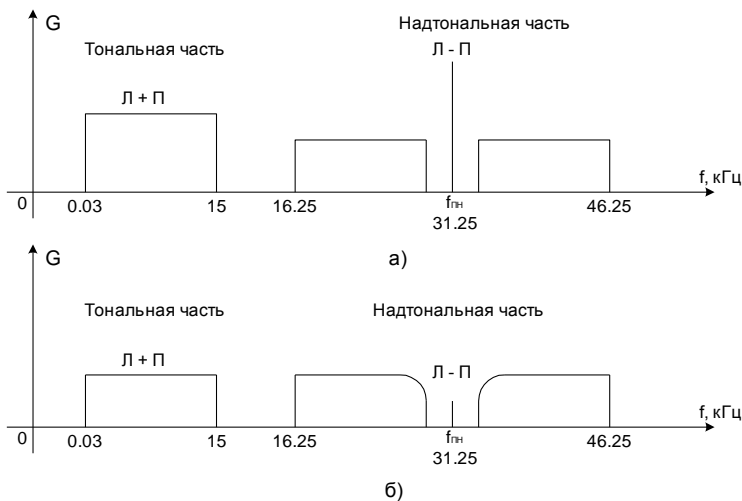 G
Надтональная часть
Тональная часть
Л - П
Л + П
f, кГц
0
0.03
15
16.25
fпн
46.25
31.25
а)
G
Тональная часть
Надтональная часть
Л + П
Л - П
f, кГц
0
0.03
15
16.25
fпн
46.25
31.25
б)